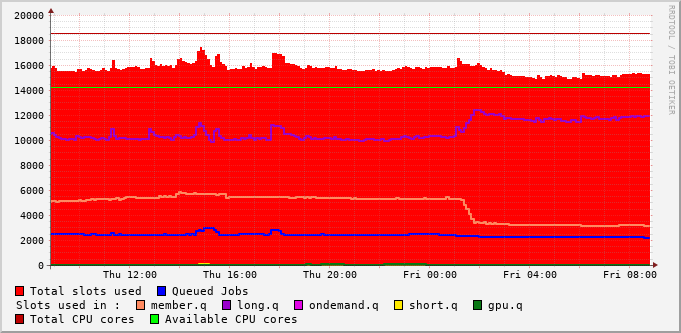 RRDTOOL / TOBI OETIKER
20000
18000
16000
14000
12000
10000
8000
6000
4000
2000
0
Thu 12:00 Thu 16:00 Thu 20:00 Fri 00:00 Fri 04:00 Fri 08:00
Total slots used Queued Jobs
Slots used in : member.q long.q ondemand.q short.q gpu.q
Total CPU cores Available CPU cores